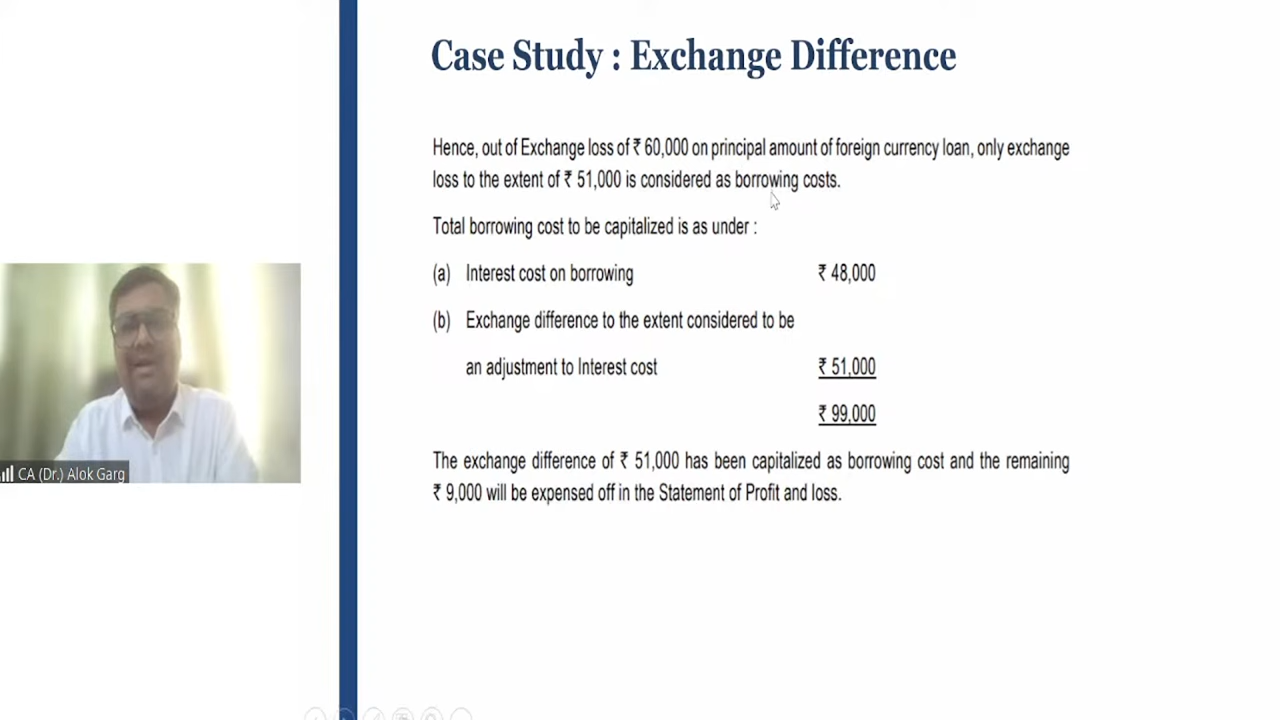 Case Study : Exchange Difference
Hence, out of Exchange loss of ₹ 60,000 on principal amount of foreign currency loan, only exchange
loss to the extent of ₹ 51,000 is considered as borrowing costs.
Total borrowing cost to be capitalized is as under :
(a) Interest cost on borrowing ₹ 48,000
(b) Exchange difference to the extent considered to be
an adjustment to Interest cost ₹ 51,000
₹ 99,000
The exchange difference of ₹ 51,000 has been capitalized as borrowing cost and the remaining
₹ 9,000 will be expensed off in the Statement of Profit and loss.
CA (Dr.) Alok Garg